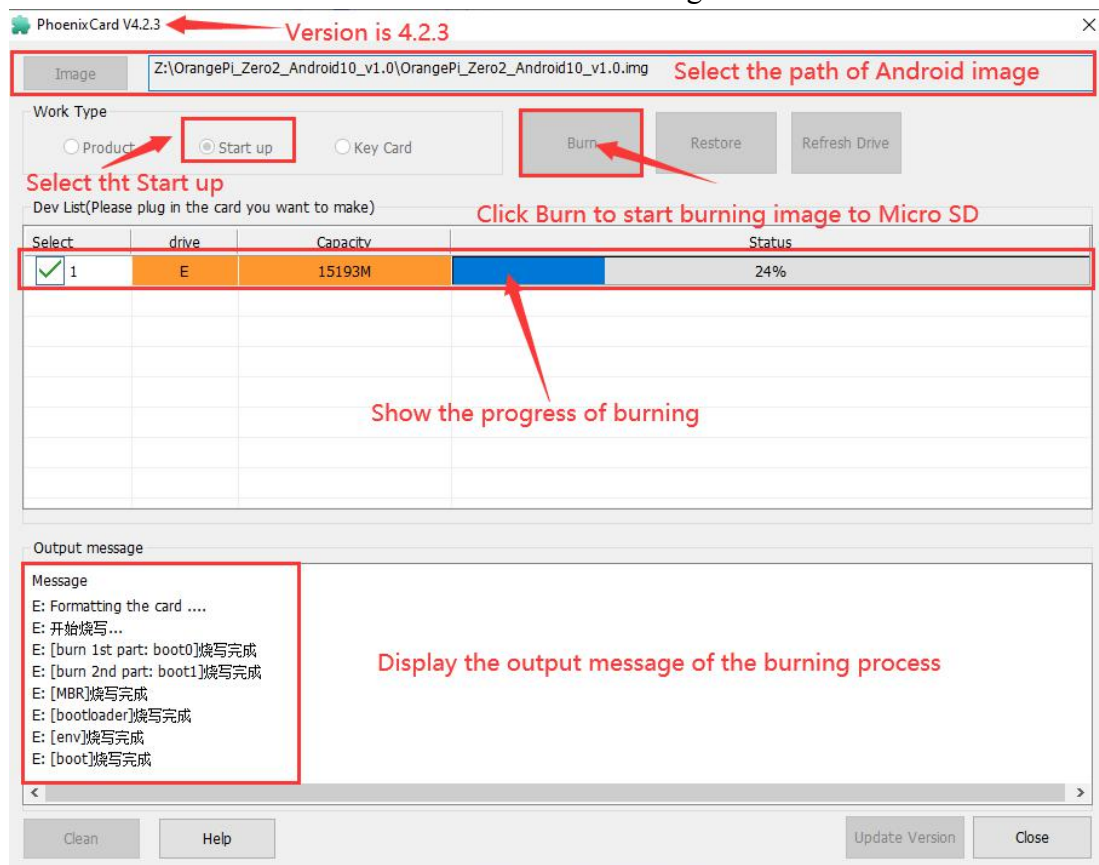 PhoenixCard V4.2.3
Version is 4.2.3
Image
Z:\OrangePi_Zero2_Android10_v1.0\OrangePi_Zero2_Android10_v1.0.img
Select the path of Android image
Work Type
Product
Start up
Key Card
Burn
Restore
Refresh Drive
Select tht Start up
Dev List(Please plug in the card you want to make)
Click Burn to start burning image to Micro SD
Select drive Capacity Status
1 E 15193M 24%
Show the progress of burning
Output message
Message
E: Formatting the card ....
E: 开始烧写...
E: [burn 1st part: boot0]烧写完成
E: [burn 2nd part: boot1]烧写完成
E: [MBR]烧写完成
E: [bootloader]烧写完成
E: [env]烧写完成
E: [boot]烧写完成
Display the output message of the burning process
Clean
Help
Update Version
Close